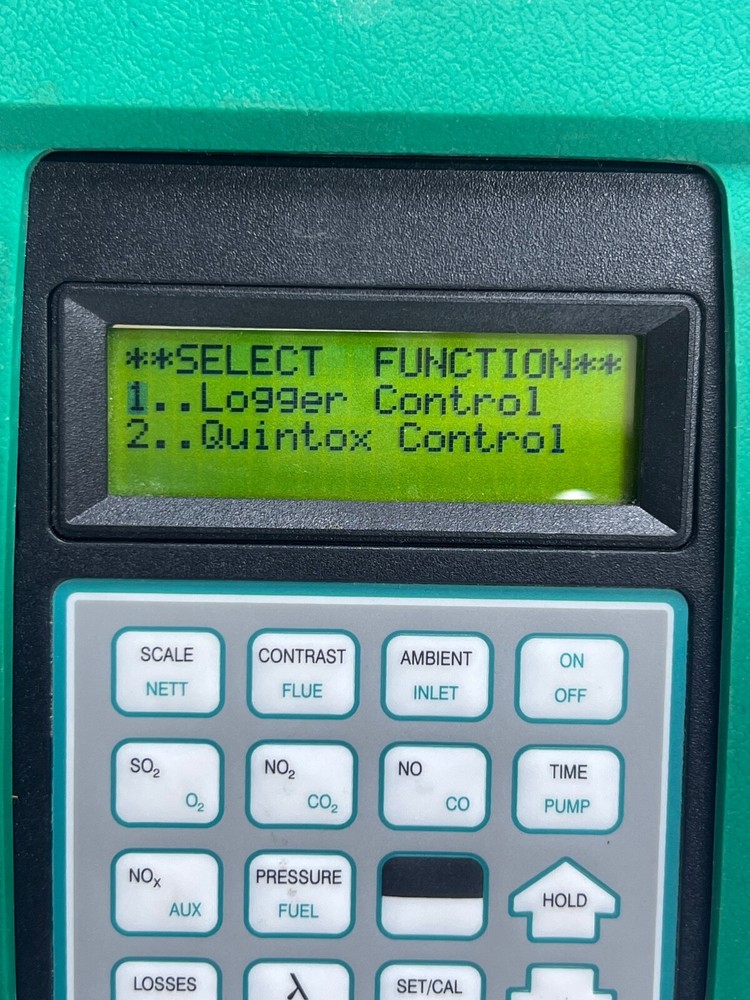 **SELECT FUNCTION**
1..Logger Control
2..Quintox Control
SCALE
NETT
CONTRAST
FLUE
AMBIENT
INLET
ON
OFF
SO₂
O₂
NO₂
CO₂
NO
CO
TIME
PUMP
NOx
AUX
PRESSURE
FUEL
HOLD
LOSSES
λ
SET/CAL